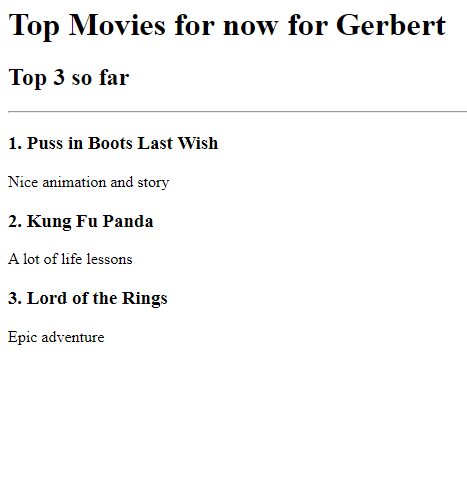 Top Movies for now for Gerbert
Top 3 so far
1. Puss in Boots Last Wish
Nice animation and story
2. Kung Fu Panda
A lot of life lessons
3. Lord of the Rings
Epic adventure